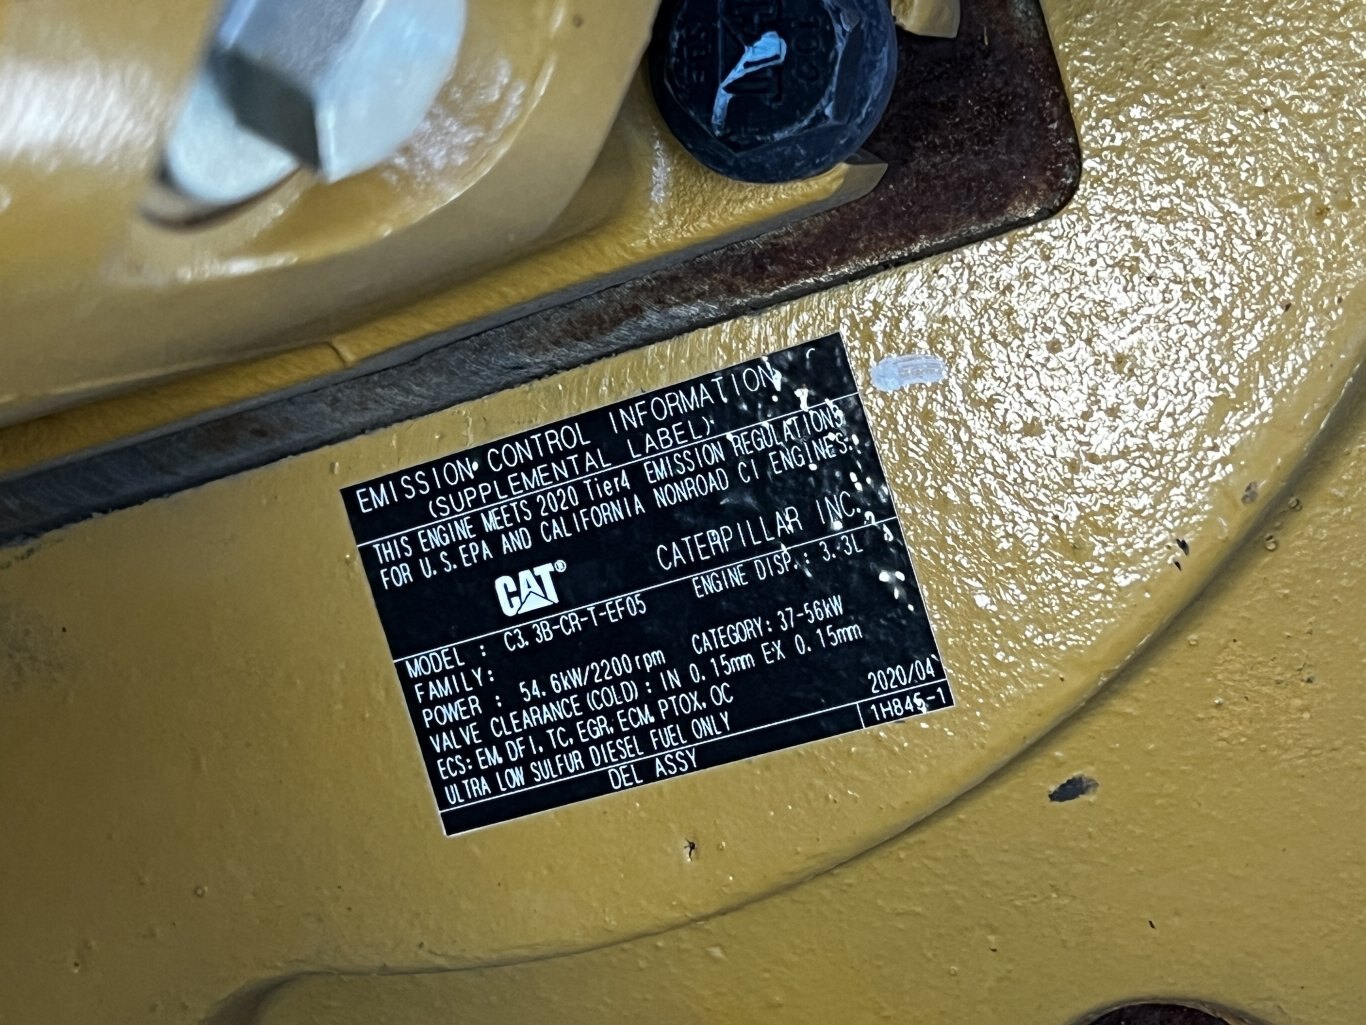 EMISSION CONTROL INFORMATION
(SUPPLEMENTAL LABEL)
THIS ENGINE MEETS 2020 Tier4 EMISSION REGULATIONS
FOR U.S.EPA AND CALIFORNIA NONROAD CI ENGINES.
CAT® CATERPILLAR INC.
MODEL : C3.3B-CR-T-EF05 ENGINE DISP.: 3.3L
FAMILY:
POWER : 54.6kW/2200rpm CATEGORY: 37-56kW
VALVE CLEARANCE(COLD): IN 0.15mm EX 0.15mm
ECS: EM, DFI, TC, EGR, ECM, PTOX, OC
ULTRA LOW SULFUR DIESEL FUEL ONLY 2020/04
DEL ASSY 1H845-1